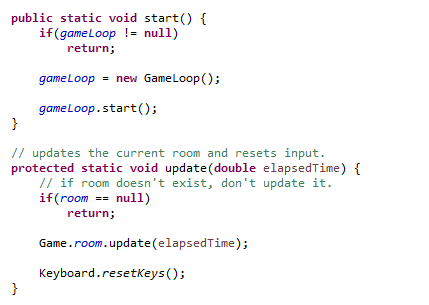 public static void start() {
    if(gameLoop != null)
        return;

    gameLoop = new GameLoop();

    gameLoop.start();
}

// updates the current room and resets input.
protected static void update(double elapsedTime) {
    // if room doesn't exist, don't update it.
    if(room == null)
        return;

    Game.room.update(elapsedTime);

    Keyboard.resetKeys();
}